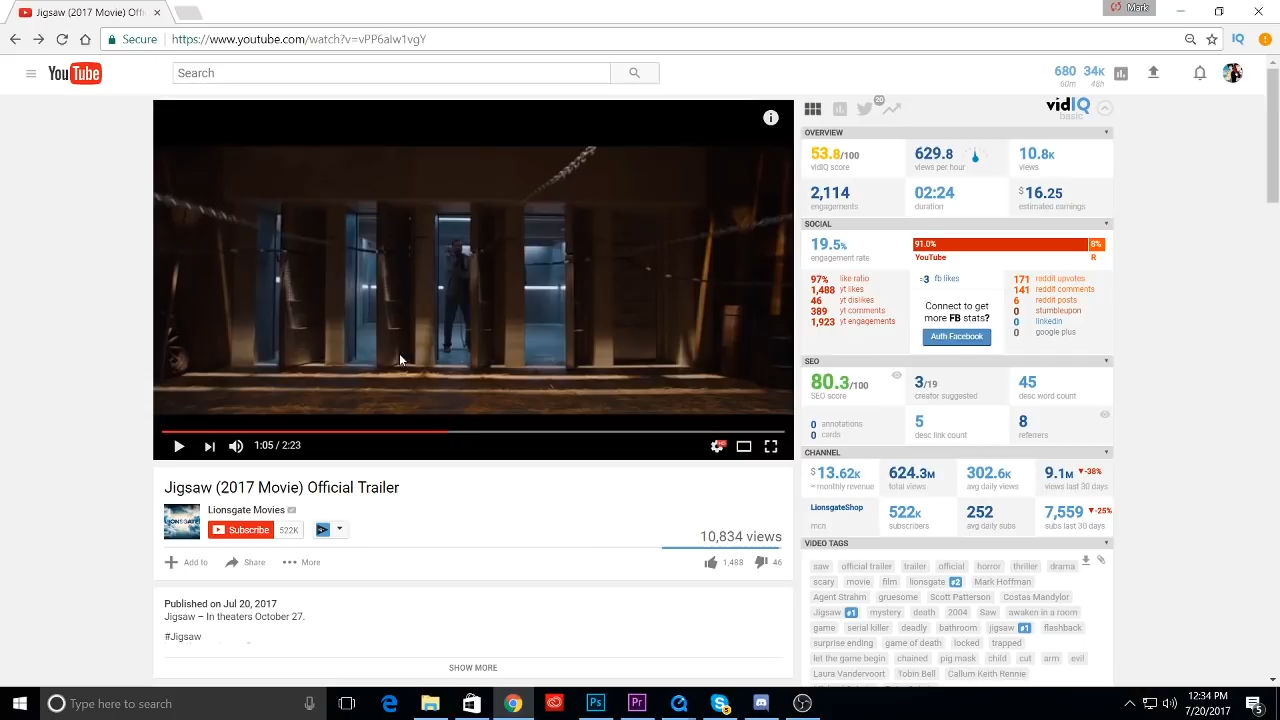 Jigsaw (2017 Movie) Offic
Mark
Secure
https://www.youtube.com/watch?v=vPP6alw1vgY
IQ
YouTube
Search
680
60m
34K
48h
20
vidIQ
basic
OVERVIEW
53.8/100
vidIQ score
629.8
views per hour
10.8K
views
2,114
engagements
02:24
duration
$16.25
estimated earnings
SOCIAL
19.5%
engagement rate
91.0%
8%
YouTube
R
97% like ratio
1,488 yt likes
46 yt dislikes
389 yt comments
1,923 yt engagements
≈3 fb likes
Connect to get
more FB stats?
Auth Facebook
171 reddit upvotes
141 reddit comments
6 reddit posts
0 stumbleupon
0 linkedin
0 google plus
SEO
80.3/100
SEO score
3/19
creator suggested
45
desc word count
0 annotations
0 cards
5
desc link count
8
referrers
CHANNEL
$13.62K
≈monthly revenue
624.3M
total views
302.6K
avg daily views
9.1M ▼-38%
views last 30 days
LionsgateShop
mcn
522K
subscribers
252
avg daily subs
7,559 ▼-25%
subs last 30 days
VIDEO TAGS
saw official trailer trailer official horror thriller drama
scary movie film lionsgate #2 Mark Hoffman
Agent Strahm gruesome Scott Patterson Costas Mandylor
Jigsaw #1 mystery death 2004 Saw awaken in a room
game serial killer deadly bathroom jigsaw #1 flashback
surprise ending game of death locked trapped
let the game begin chained pig mask child cut arm evil
Laura Vandervoort Tobin Bell Callum Keith Rennie
1:05 / 2:23
HD
Jigsaw (2017 Movie) Official Trailer
LIONSGATE
Lionsgate Movies
Subscribe 522K
10,834 views
Add to
Share
More
1,488
46
Published on Jul 20, 2017
Jigsaw – In theaters October 27.
#Jigsaw
SHOW MORE
Type here to search
Ps
Pr
12:34 PM
7/20/2017
5